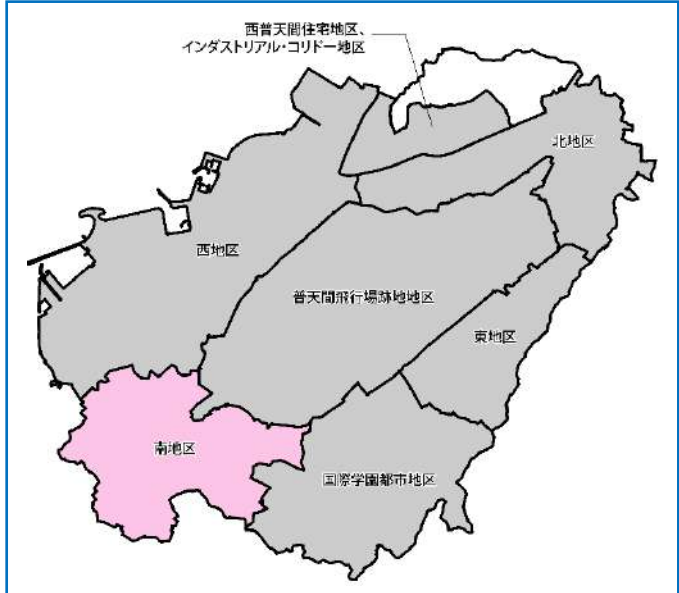 西普天間住宅地区、
インダストリアル・コリドー地区
北地区
西地区
普天間飛行場跡地地区
東地区
南地区
国際学園都市地区